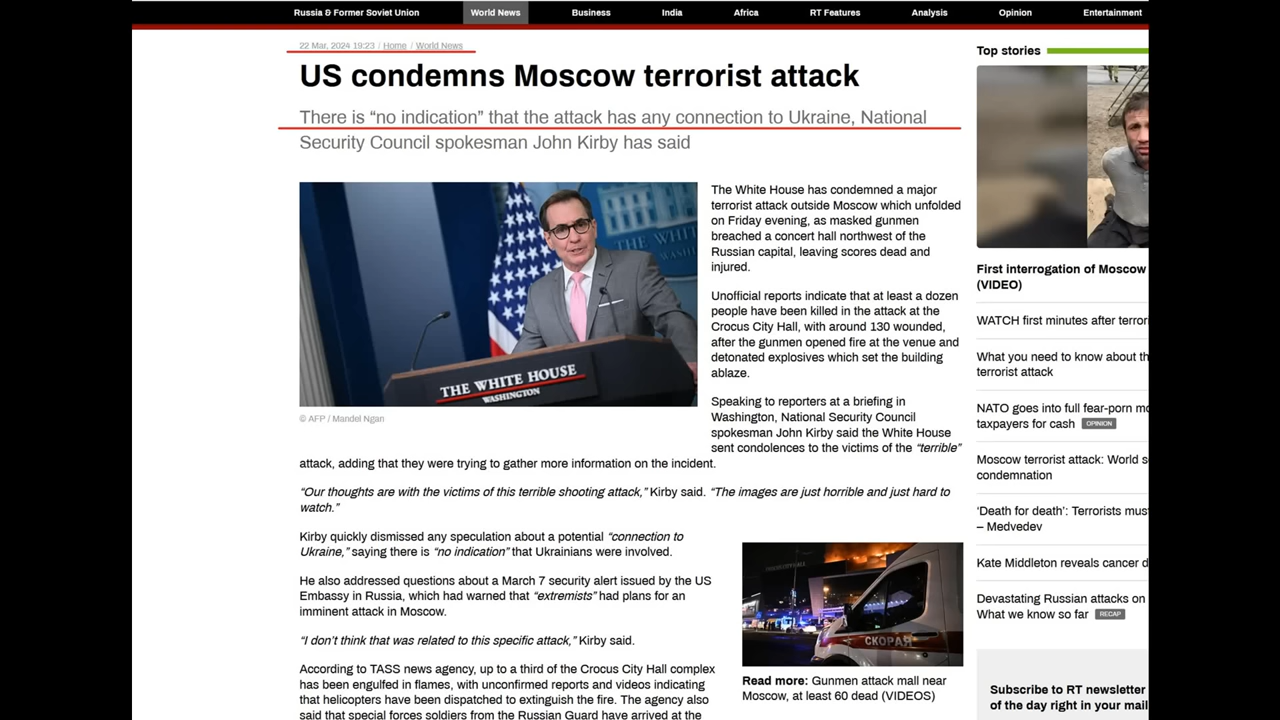 Russia & Former Soviet Union
World News
Business
India
Africa
RT Features
Analysis
Opinion
Entertainment
22 Mar, 2024 19:23 / Home / World News
US condemns Moscow terrorist attack
There is “no indication” that the attack has any connection to Ukraine, National
Security Council spokesman John Kirby has said
THE WHITE HOUSE
WASHINGTON
THE WHITE
WASHINGTON
© AFP / Mandel Ngan
The White House has condemned a major
terrorist attack outside Moscow which unfolded
on Friday evening, as masked gunmen
breached a concert hall northwest of the
Russian capital, leaving scores dead and
injured.
Unofficial reports indicate that at least a dozen
people have been killed in the attack at the
Crocus City Hall, with around 130 wounded,
after the gunmen opened fire at the venue and
detonated explosives which set the building
ablaze.
Speaking to reporters at a briefing in
Washington, National Security Council
spokesman John Kirby said the White House
sent condolences to the victims of the “terrible”
attack, adding that they were trying to gather more information on the incident.
“Our thoughts are with the victims of this terrible shooting attack,” Kirby said. “The images are just horrible and just hard to
watch.”
Kirby quickly dismissed any speculation about a potential “connection to
Ukraine,” saying there is “no indication” that Ukrainians were involved.
He also addressed questions about a March 7 security alert issued by the US
Embassy in Russia, which had warned that “extremists” had plans for an
imminent attack in Moscow.
“I don’t think that was related to this specific attack,” Kirby said.
According to TASS news agency, up to a third of the Crocus City Hall complex
has been engulfed in flames, with unconfirmed reports and videos indicating
that helicopters have been dispatched to extinguish the fire. The agency also
said that special forces soldiers from the Russian Guard have arrived at the
СКОРАЯ
Read more: Gunmen attack mall near
Moscow, at least 60 dead (VIDEOS)
Top stories
First interrogation of Moscow
(VIDEO)
WATCH first minutes after terrori
What you need to know about th
terrorist attack
NATO goes into full fear-porn mo
taxpayers for cash OPINION
Moscow terrorist attack: World s
condemnation
‘Death for death’: Terrorists mus
– Medvedev
Kate Middleton reveals cancer d
Devastating Russian attacks on
What we know so far RECAP
Subscribe to RT newsletter
of the day right in your mail